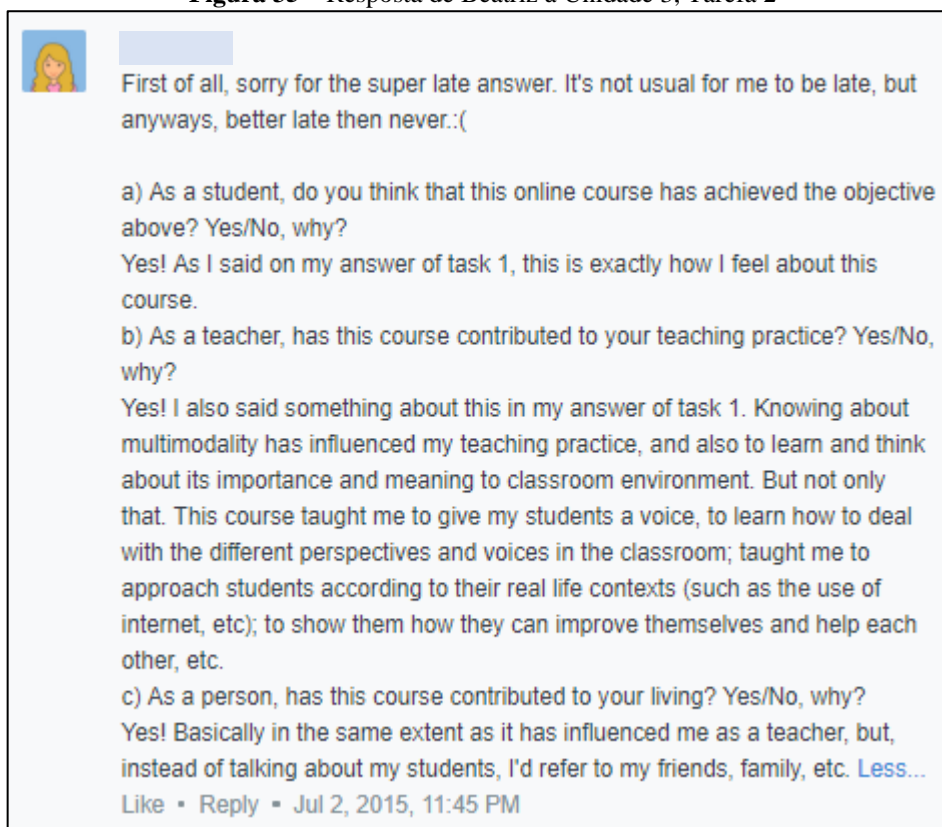 Figura 35 – Resposta de Beatriz à Unidade 3, Tarefa 2
First of all, sorry for the super late answer. It's not usual for me to be late, but
anyways, better late then never.:(
a) As a student, do you think that this online course has achieved the objective
above? Yes/No, why?
Yes! As I said on my answer of task 1, this is exactly how I feel about this
course.
b) As a teacher, has this course contributed to your teaching practice? Yes/No,
why?
Yes! I also said something about this in my answer of task 1. Knowing about
multimodality has influenced my teaching practice, and also to learn and think
about its importance and meaning to classroom environment. But not only
that. This course taught me to give my students a voice, to learn how to deal
with the different perspectives and voices in the classroom; taught me to
approach students according to their real life contexts (such as the use of
internet, etc); to show them how they can improve themselves and help each
other, etc.
c) As a person, has this course contributed to your living? Yes/No, why?
Yes! Basically in the same extent as it has influenced me as a teacher, but,
instead of talking about my students, I'd refer to my friends, family, etc. Less...
Like • Reply • Jul 2, 2015, 11:45 PM